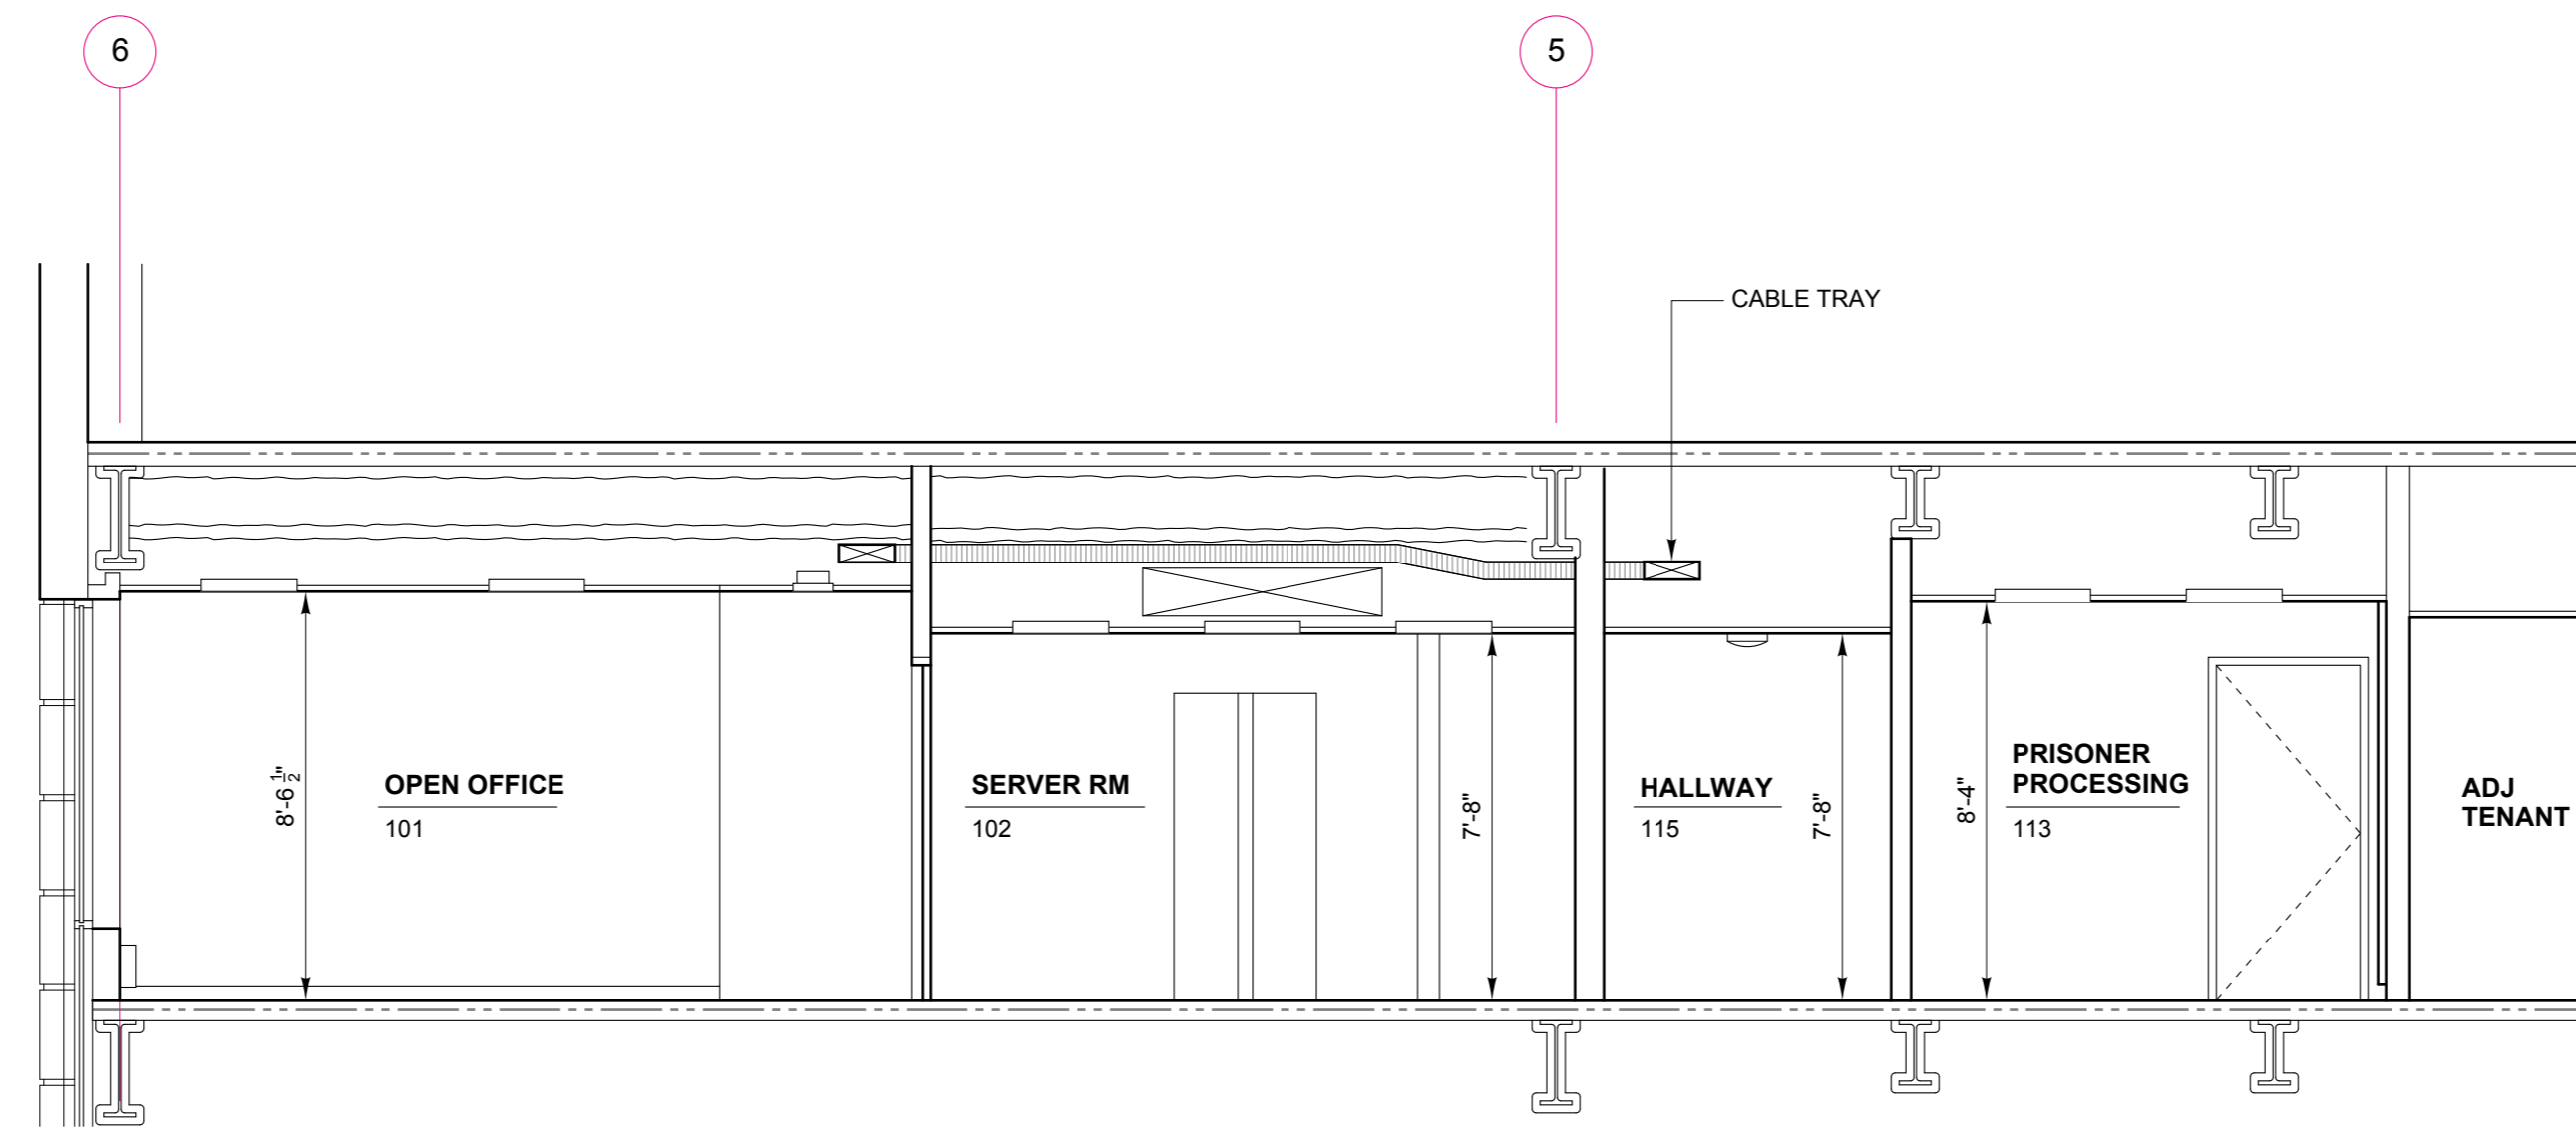 6
5
CABLE TRAY
8'-6 1/2"
OPEN OFFICE
101
SERVER RM
102
7'-8"
HALLWAY
115
7'-8"
8'-4"
PRISONER
PROCESSING
113
ADJ
TENANT